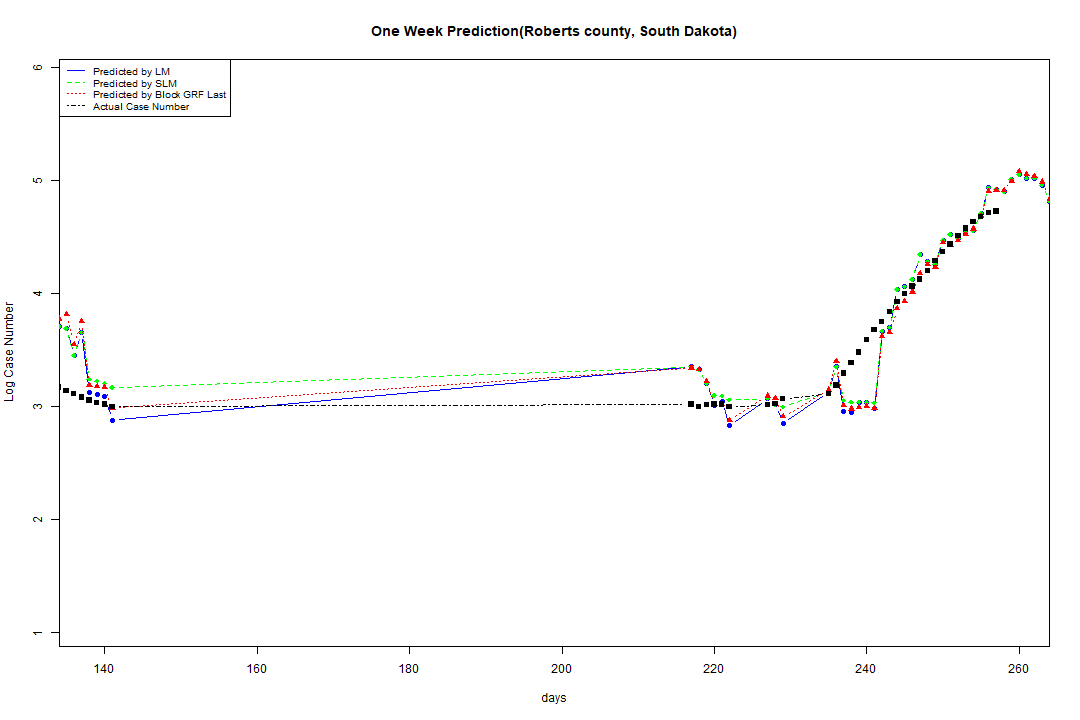 One Week Prediction(Roberts county, South Dakota)
Predicted by LM
Predicted by SLM
Predicted by Block GRF Last
Actual Case Number
6
5
4
3
2
1
Log Case Number
140 160 180 200 220 240 260
days